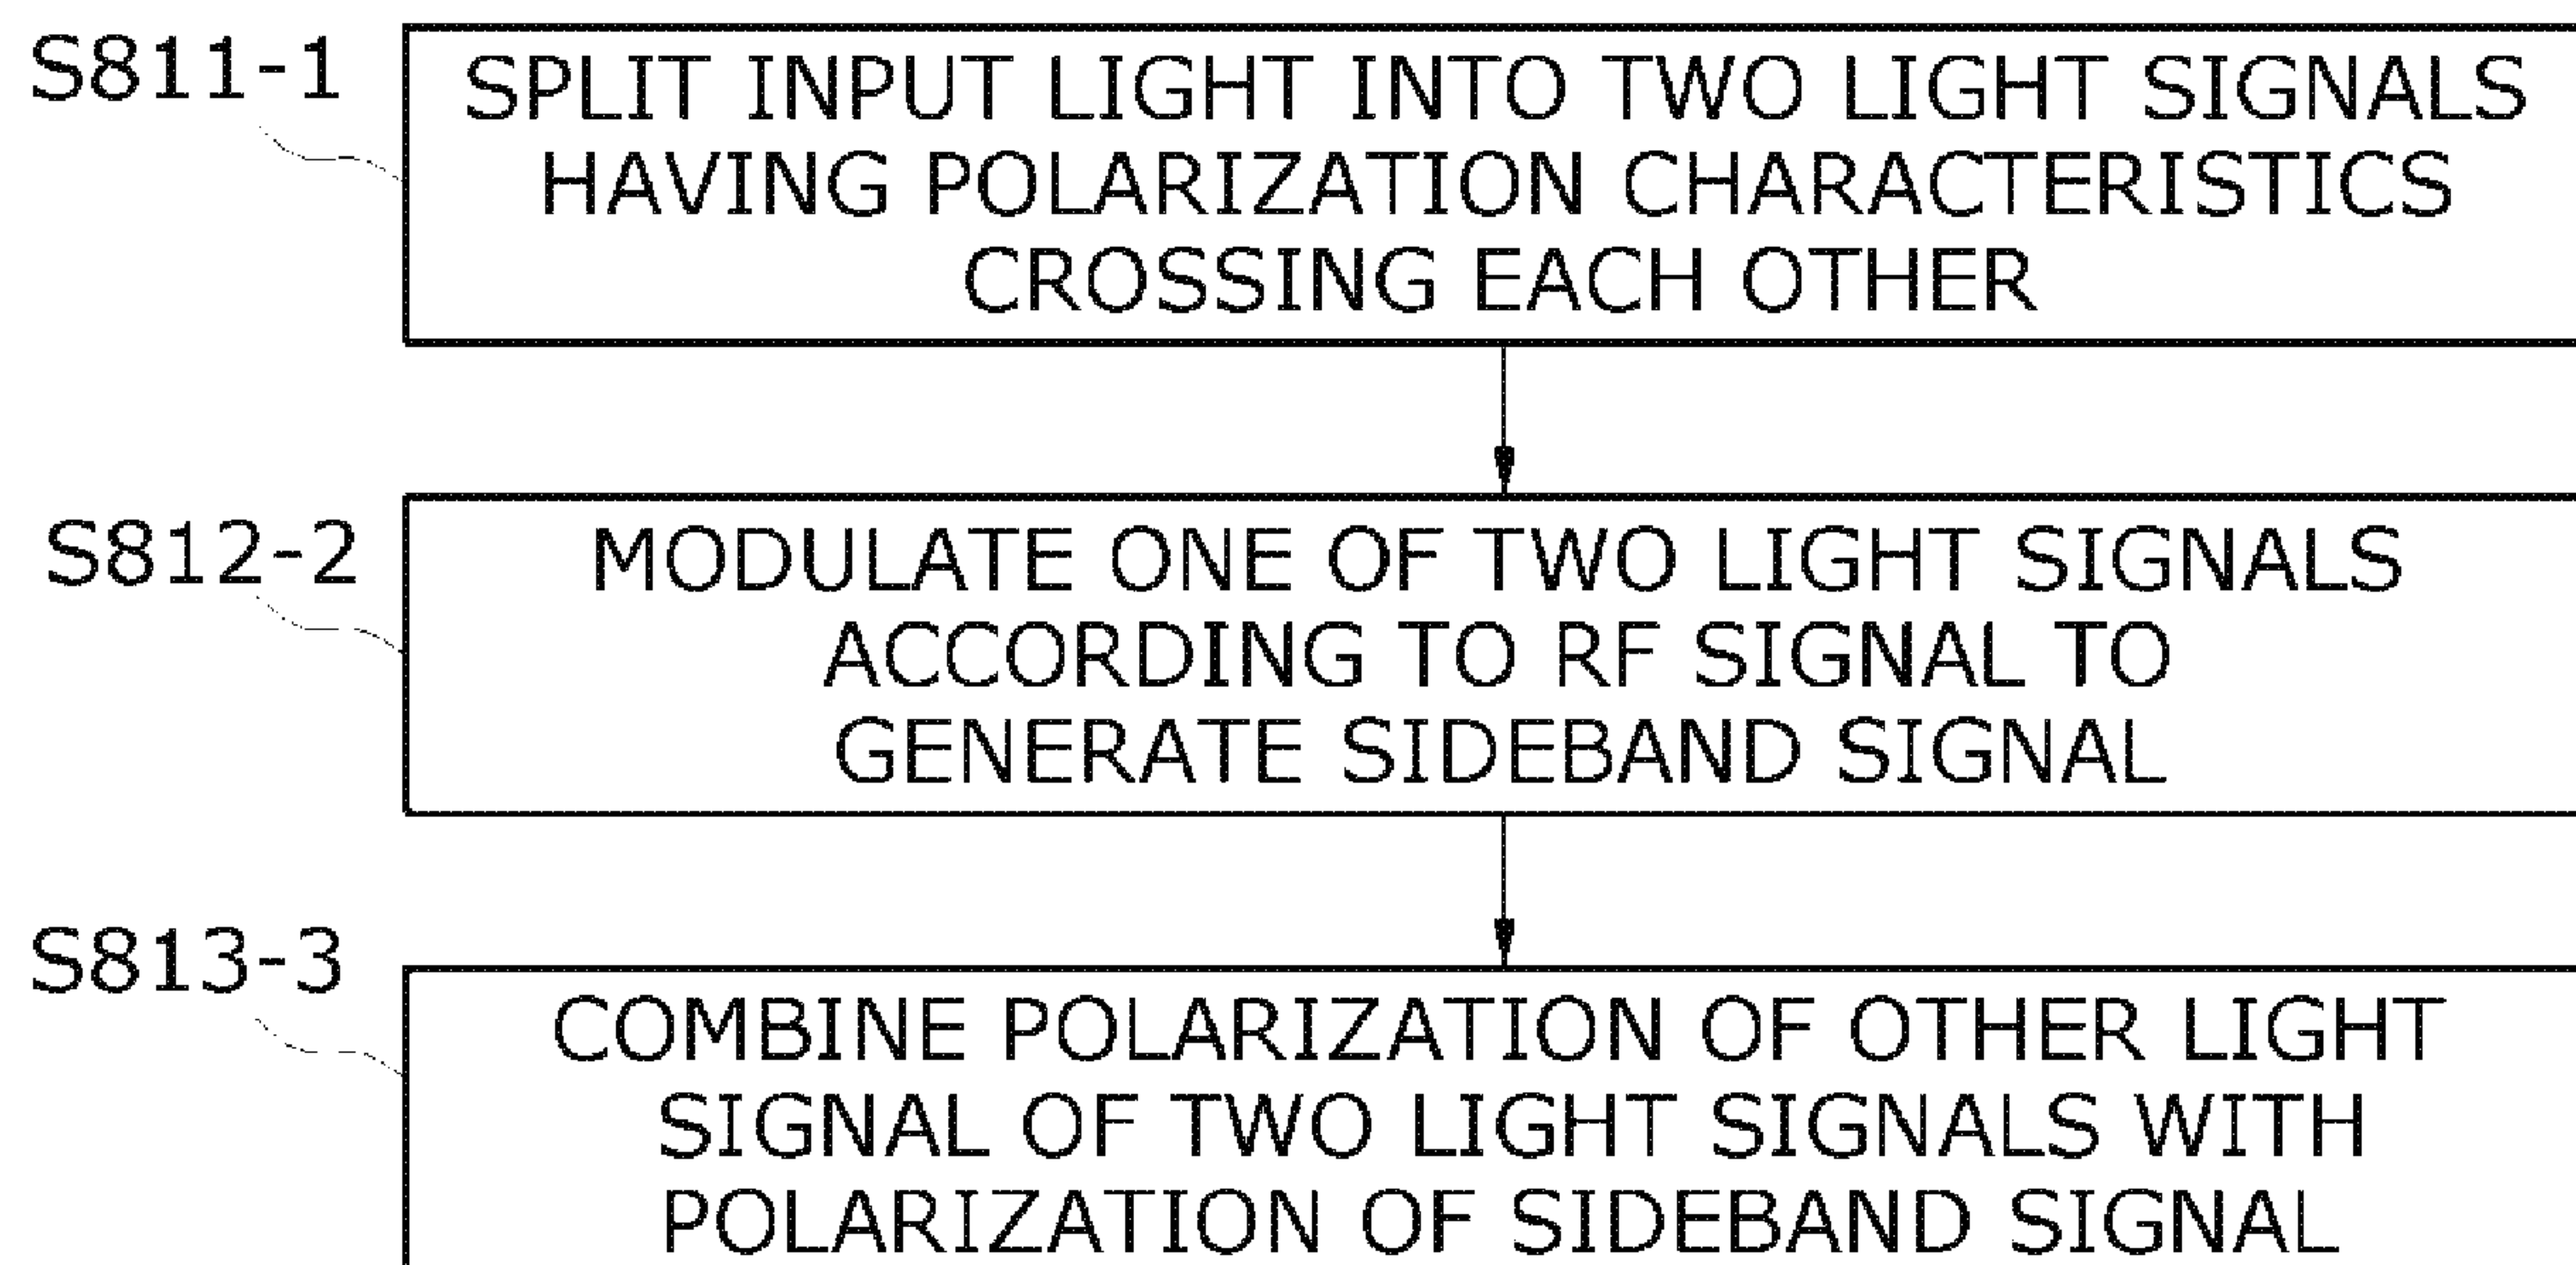 S811-1
SPLIT INPUT LIGHT INTO TWO LIGHT SIGNALS
HAVING POLARIZATION CHARACTERISTICS
CROSSING EACH OTHER
S812-2
MODULATE ONE OF TWO LIGHT SIGNALS
ACCORDING TO RF SIGNAL TO
GENERATE SIDEBAND SIGNAL
S813-3
COMBINE POLARIZATION OF OTHER LIGHT
SIGNAL OF TWO LIGHT SIGNALS WITH
POLARIZATION OF SIDEBAND SIGNAL